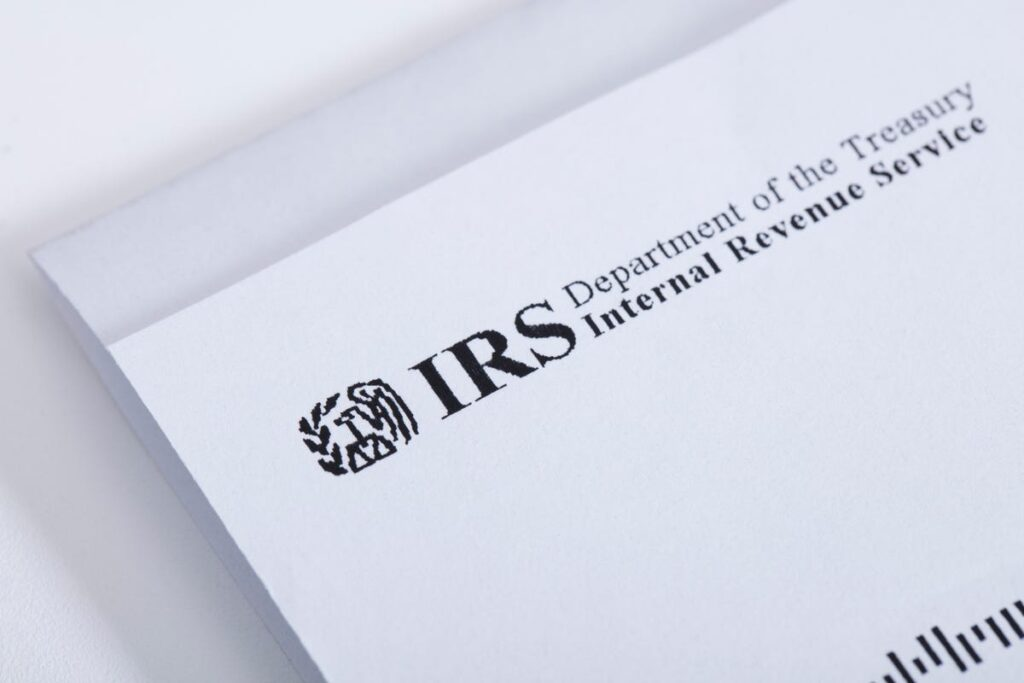 IRS
Department of the Treasury
Internal Revenue Service